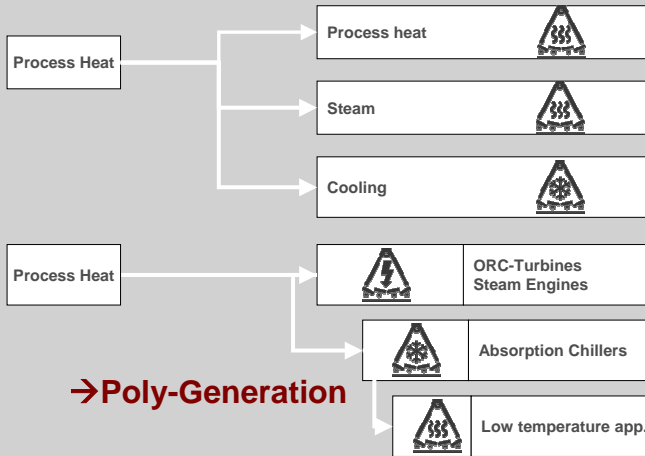 Process Heat
Process heat
Steam
Cooling
Process Heat
ORC-Turbines
Steam Engines
Absorption Chillers
→Poly-Generation
Low temperature app.